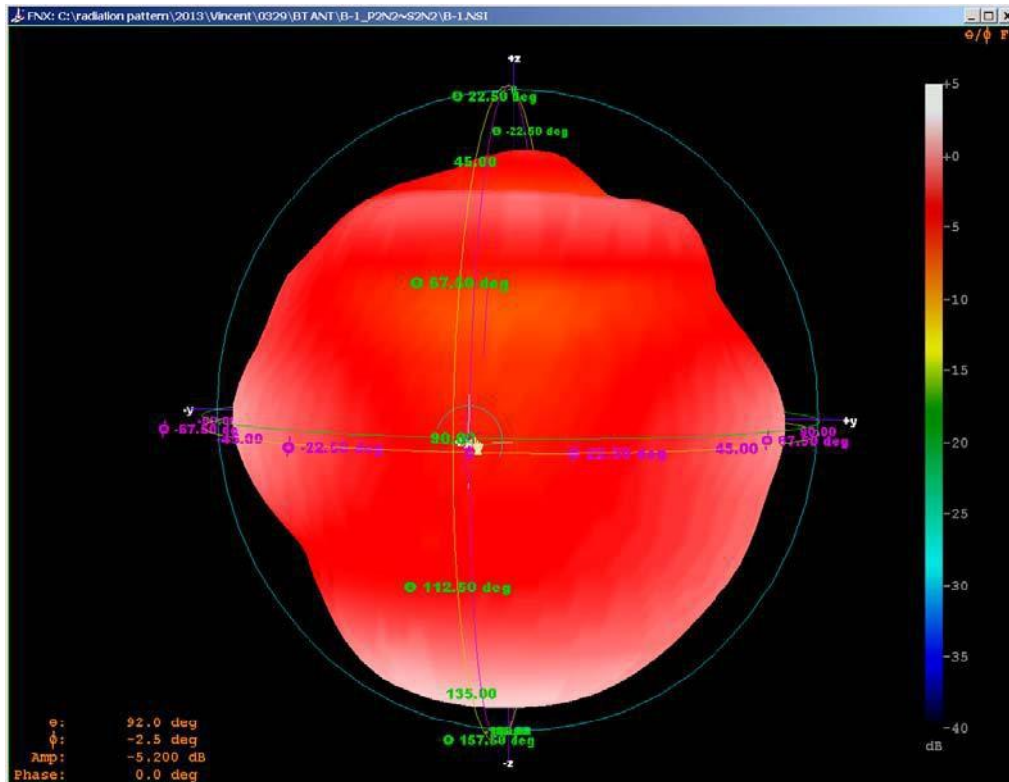 FNX: C:\radiation pattern\2013\Vincent\0329\BT ANT\B-1_P2N2~S2N2\B-1.NSI
Θ/ϕ F
+z
Θ 22.50 deg
Θ -22.50 deg
45.00
+5
+0
-5
-10
-15
-20
-25
-30
-35
-40
dB
Θ 67.50 deg
-y
+y
ϕ -67.50
-45.00
ϕ -22.50 deg
90.00
ϕ 22.50 deg
45.00
90.00
ϕ 67.50 deg
Θ 112.50 deg
135.00
Θ 157.50 deg
-z
Θ: 92.0 deg
ϕ: -2.5 deg
Amp: -5.200 dB
Phase: 0.0 deg